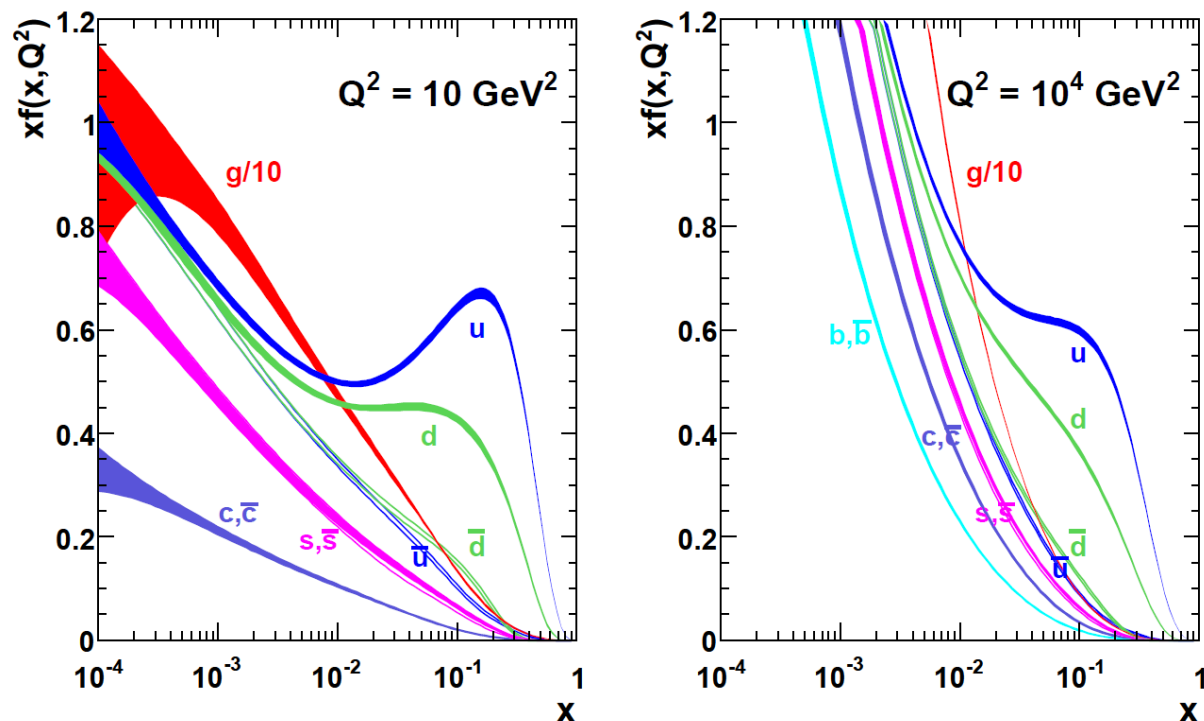 xf(x,Q²)
1.2
1
0.8
0.6
0.4
0.2
0
Q² = 10 GeV²
g/10
u
d
c,c̅
s,s̅
u̅
d̅
10⁻⁴
10⁻³
10⁻²
10⁻¹
1
x
xf(x,Q²)
1.2
1
0.8
0.6
0.4
0.2
0
Q² = 10⁴ GeV²
g/10
b,b̅
u
d
c,c̅
s,s̅
d̅
u̅
10⁻⁴
10⁻³
10⁻²
10⁻¹
1
x